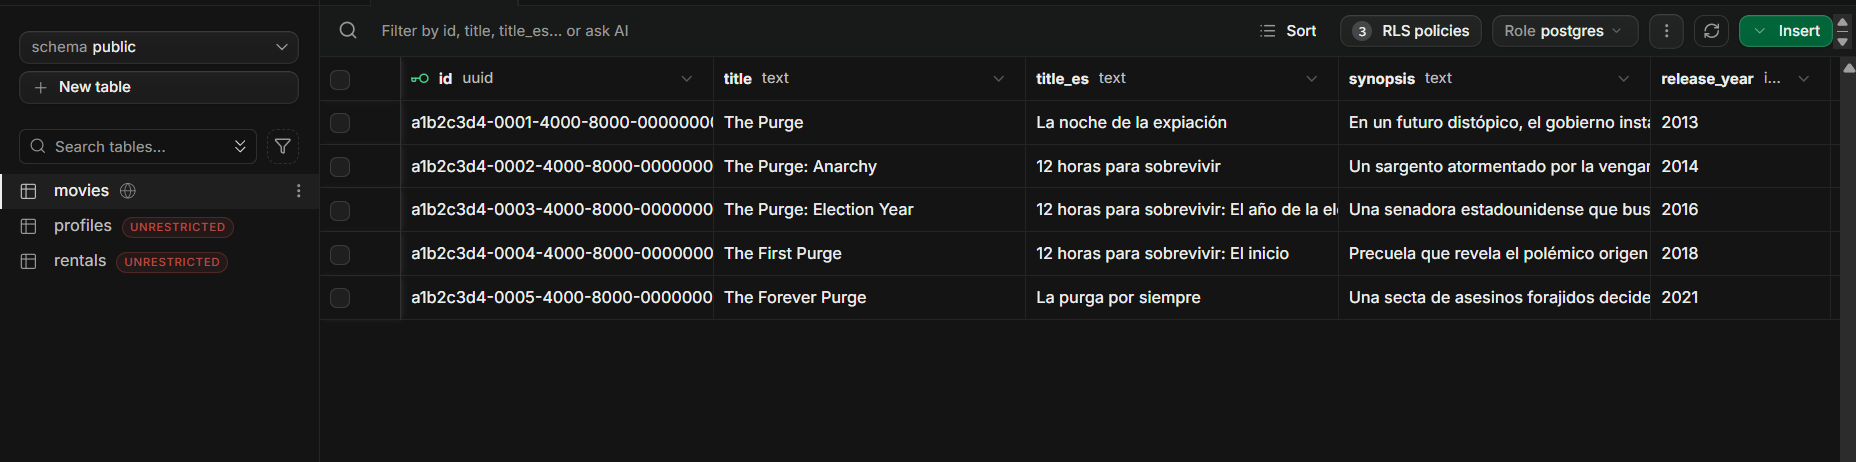 schema public
New table
Search tables...
movies
profiles UNRESTRICTED
rentals UNRESTRICTED
Filter by id, title, title_es... or ask AI
Sort
3 RLS policies
Role postgres
Insert
id uuid title text title_es text synopsis text release_year i...
a1b2c3d4-0001-4000-8000-0000000 The Purge La noche de la expiación En un futuro distópico, el gobierno insta 2013
a1b2c3d4-0002-4000-8000-0000000 The Purge: Anarchy 12 horas para sobrevivir Un sargento atormentado por la vengan 2014
a1b2c3d4-0003-4000-8000-0000000 The Purge: Election Year 12 horas para sobrevivir: El año de la el Una senadora estadounidense que bus 2016
a1b2c3d4-0004-4000-8000-0000000 The First Purge 12 horas para sobrevivir: El inicio Precuela que revela el polémico origen 2018
a1b2c3d4-0005-4000-8000-0000000 The Forever Purge La purga por siempre Una secta de asesinos forajidos decide 2021